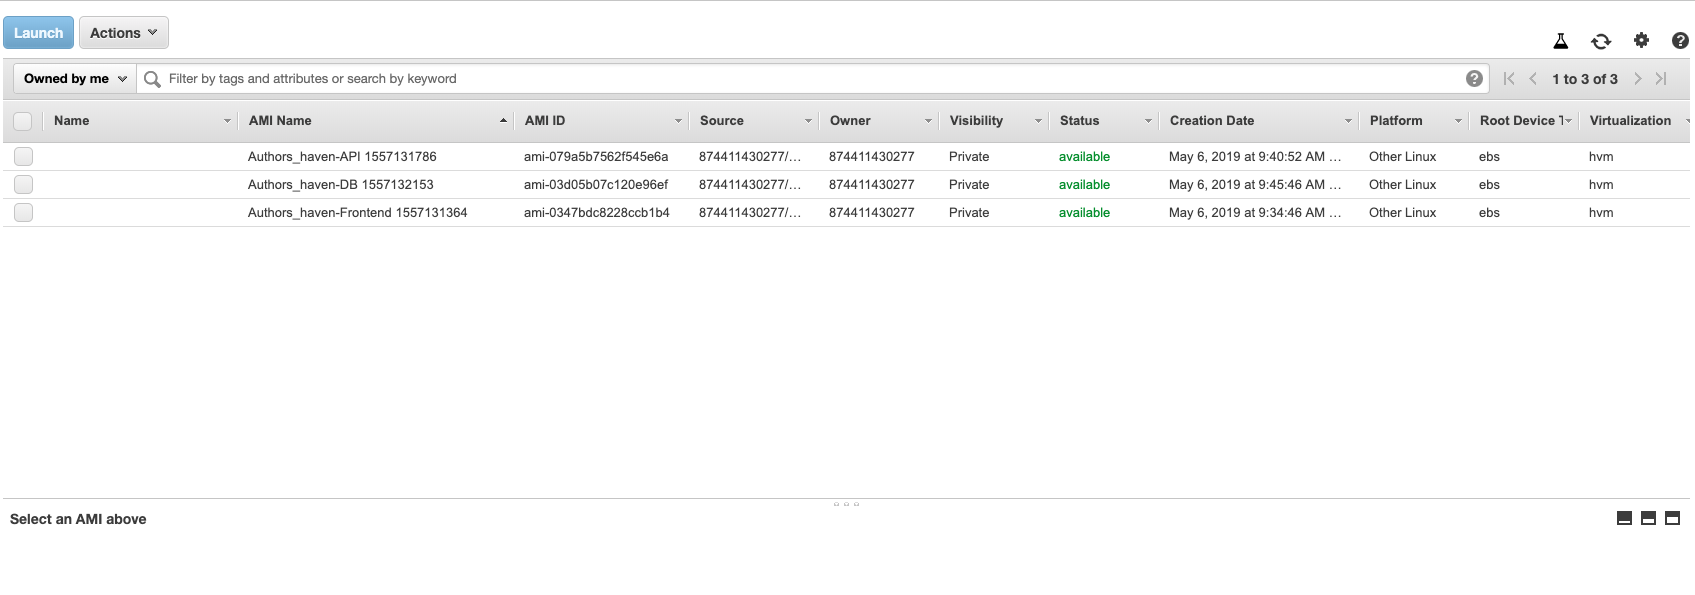 Launch Actions
Owned by me Filter by tags and attributes or search by keyword 1 to 3 of 3
Name AMI Name AMI ID Source Owner Visibility Status Creation Date Platform Root Device T Virtualization
Authors_haven-API 1557131786 ami-079a5b7562f545e6a 874411430277/... 874411430277 Private available May 6, 2019 at 9:40:52 AM ... Other Linux ebs hvm
Authors_haven-DB 1557132153 ami-03d05b07c120e96ef 874411430277/... 874411430277 Private available May 6, 2019 at 9:45:46 AM ... Other Linux ebs hvm
Authors_haven-Frontend 1557131364 ami-0347bdc8228ccb1b4 874411430277/... 874411430277 Private available May 6, 2019 at 9:34:46 AM ... Other Linux ebs hvm
Select an AMI above